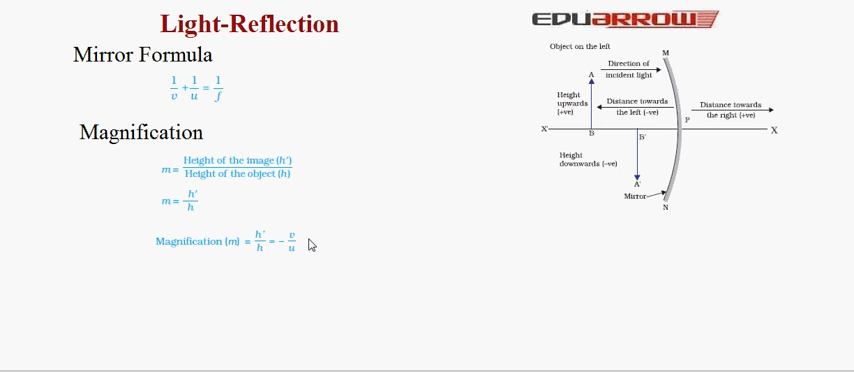 Light-Reflection
EDUARROW
Mirror Formula
1/v + 1/u = 1/f
Magnification
m = Height of the image (h′) / Height of the object (h)
m = h′/h
Magnification (m) = h′/h = − v/u
Object on the left
M
Direction of
incident light
A
Height
upwards
(+ve)
Distance towards
the left (–ve)
Distance towards
the right (+ve)
P
X′
B
B′
X
Height
downwards (–ve)
A′
Mirror
N